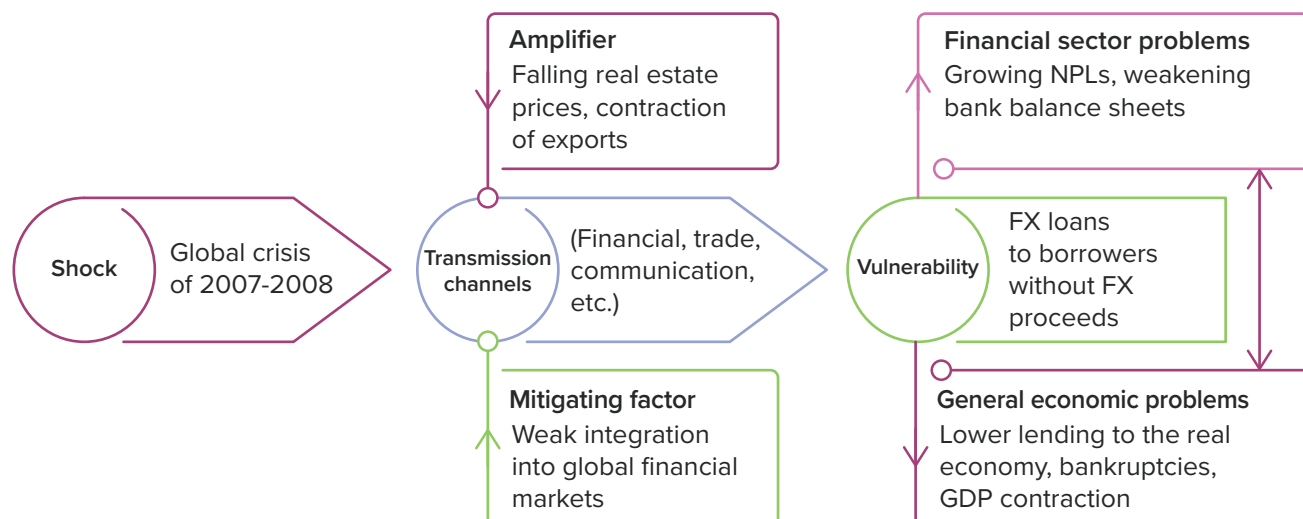 Amplifier
Falling real estate
prices, contraction
of exports
Financial sector problems
Growing NPLs, weakening
bank balance sheets
Shock
Global crisis
of 2007-2008
Transmission
channels
(Financial, trade,
communication,
etc.)
Vulnerability
FX loans
to borrowers
without FX
proceeds
Mitigating factor
Weak integration
into global financial
markets
General economic problems
Lower lending to the real
economy, bankruptcies,
GDP contraction